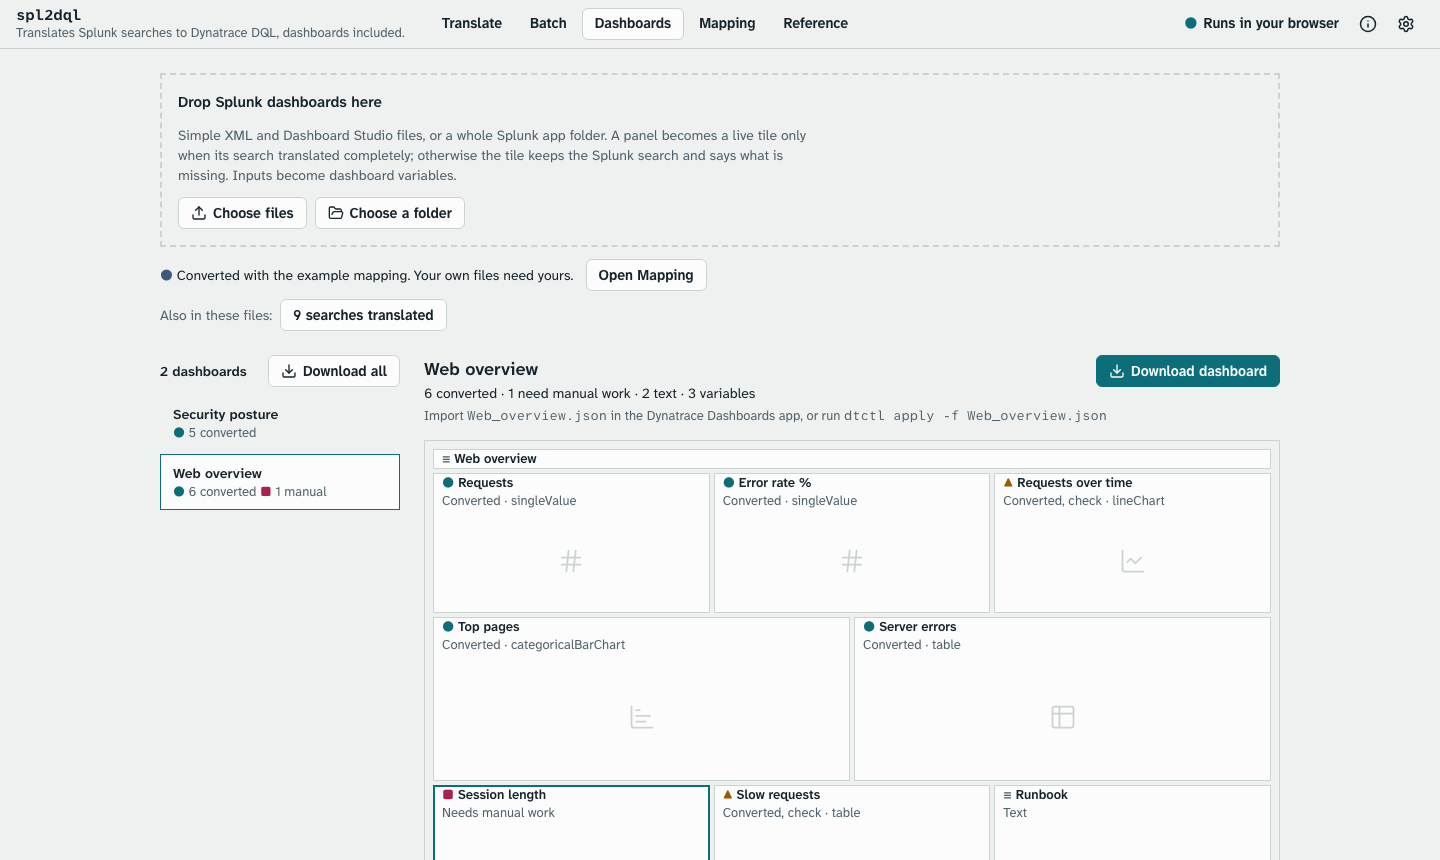 spl2dql
Translates Splunk searches to Dynatrace DQL, dashboards included.
Translate
Batch
Dashboards
Mapping
Reference
Runs in your browser
Drop Splunk dashboards here
Simple XML and Dashboard Studio files, or a whole Splunk app folder. A panel becomes a live tile only
when its search translated completely; otherwise the tile keeps the Splunk search and says what is
missing. Inputs become dashboard variables.
Choose files
Choose a folder
Converted with the example mapping. Your own files need yours.
Open Mapping
Also in these files:
9 searches translated
2 dashboards
Download all
Security posture
5 converted
Web overview
6 converted 1 manual
Web overview
6 converted · 1 need manual work · 2 text · 3 variables
Import Web_overview.json in the Dynatrace Dashboards app, or run dtctl apply -f Web_overview.json
Download dashboard
Web overview
Requests
Converted · singleValue
Error rate %
Converted · singleValue
Requests over time
Converted, check · lineChart
Top pages
Converted · categoricalBarChart
Server errors
Converted · table
Session length
Needs manual work
Slow requests
Converted, check · table
Runbook
Text